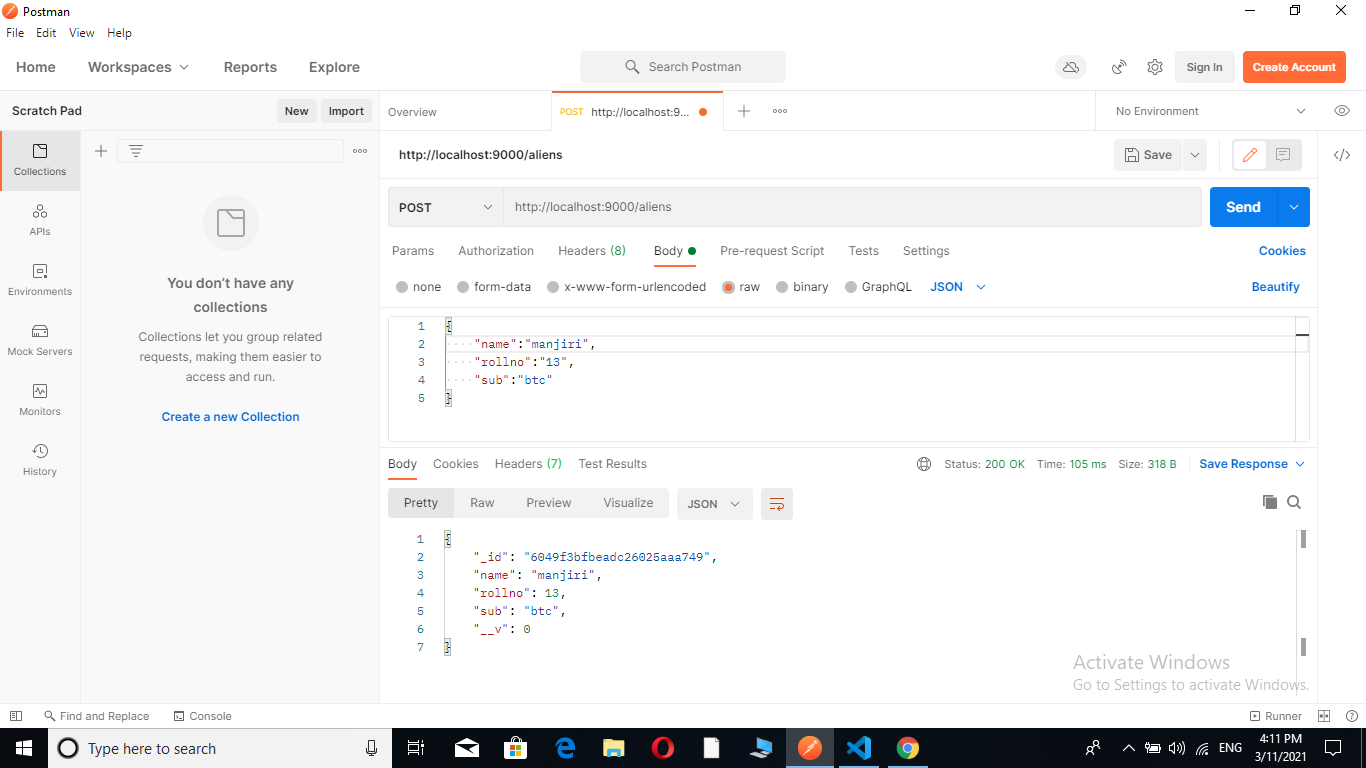 Postman
File Edit View Help
Home Workspaces Reports Explore Search Postman Sign In Create Account
Scratch Pad New Import Overview POST http://localhost:9... No Environment
http://localhost:9000/aliens Save
POST http://localhost:9000/aliens Send
Params Authorization Headers (8) Body Pre-request Script Tests Settings Cookies
none form-data x-www-form-urlencoded raw binary GraphQL JSON Beautify
1 {
2 "name":"manjiri",
3 "rollno":"13",
4 "sub":"btc"
5 }
Collections
APIs
Environments
Mock Servers
Monitors
History
You don't have any
collections
Collections let you group related
requests, making them easier to
access and run.
Create a new Collection
Body Cookies Headers (7) Test Results Status: 200 OK Time: 105 ms Size: 318 B Save Response
Pretty Raw Preview Visualize JSON
1 {
2 "_id": "6049f3bfbeadc26025aaa749",
3 "name": "manjiri",
4 "rollno": 13,
5 "sub": "btc",
6 "__v": 0
7 }
Activate Windows
Go to Settings to activate Windows.
Find and Replace Console Runner
Type here to search ENG 4:11 PM
3/11/2021